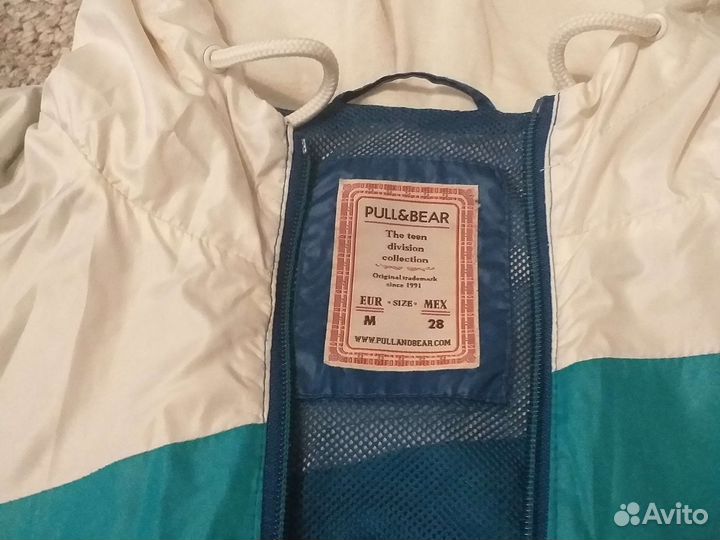 PULL&BEAR
The teen
division
collection
Original trademark
since 1991
EUR • SIZE • MEX
M 28
WWW.PULLANDBEAR.COM
Avito